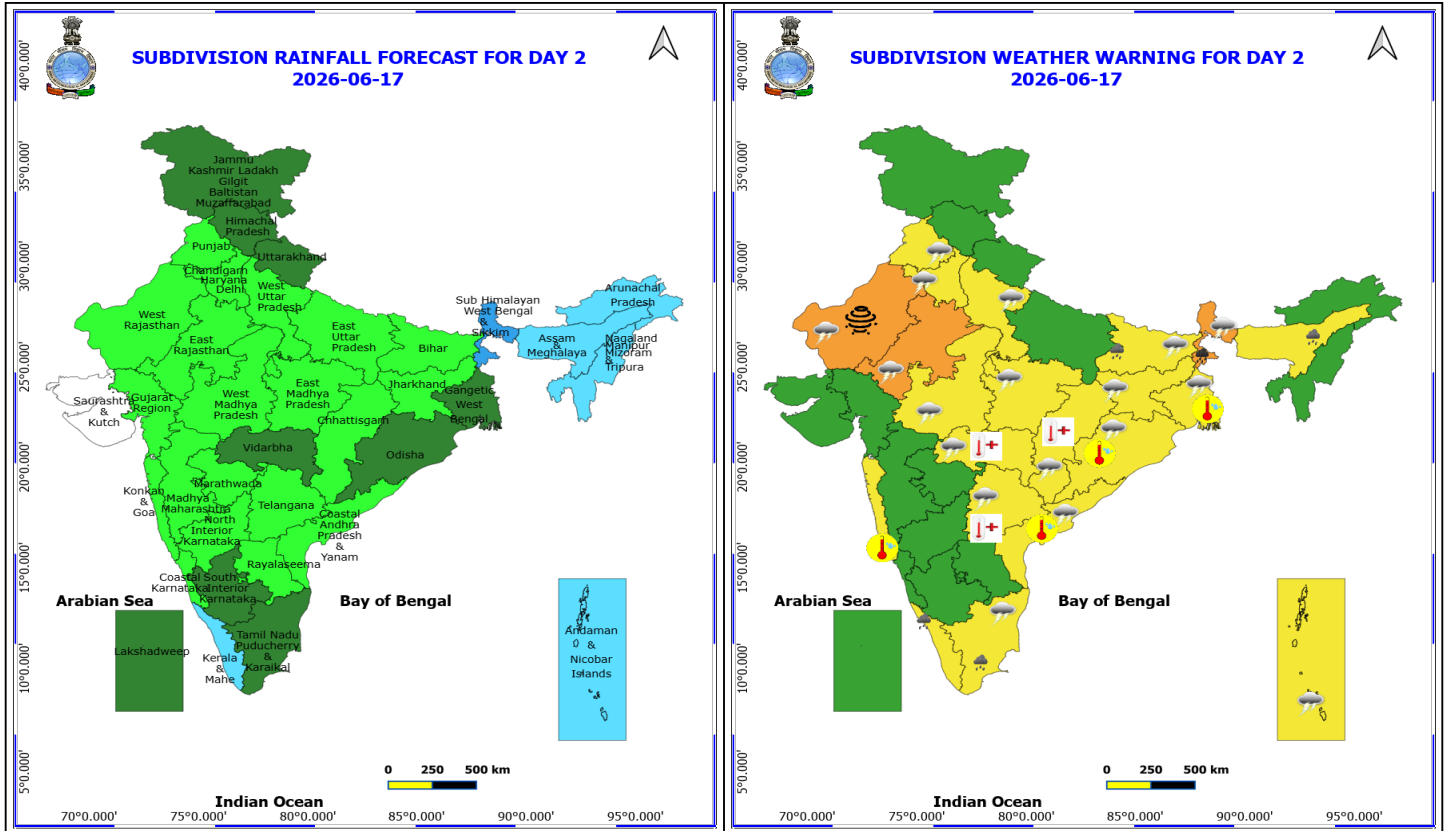 SUBDIVISION RAINFALL FORECAST FOR DAY 2
2026-06-17
40°0.000'
35°0.000'
30°0.000'
25°0.000'
20°0.000'
15°0.000'
10°0.000'
5°0.000'
Jammu
Kashmir Ladakh
Gilgit
Baltistan
Muzaffarabad
Himachal
Pradesh
Punjab
Uttarakhand
Chandigarh
Haryana
Delhi
West
Uttar
Pradesh
West
Rajasthan
East
Rajasthan
East
Uttar
Pradesh
Bihar
Sub Himalayan
West Bengal
&
Sikkim
Arunachal
Pradesh
Assam
&
Meghalaya
Nagaland
Manipur
Mizoram
&
Tripura
Saurashtra
&
Kutch
Gujarat
Region
West
Madhya
Pradesh
East
Madhya
Pradesh
Jharkhand
Gangetic
West
Bengal
Chhattisgarh
Vidarbha
Odisha
Konkan
&
Goa
Marathwada
Madhya
Maharashtra
North
Interior
Karnataka
Telangana
Coastal
Andhra
Pradesh
&
Yanam
Rayalaseema
Coastal
Karnataka
South
Interior
Karnataka
Arabian Sea
Bay of Bengal
Lakshadweep
Kerala
&
Mahe
Tamil Nadu
Puducherry
&
Karaikal
Andaman
&
Nicobar
Islands
0 250 500 km
Indian Ocean
70°0.000' 75°0.000' 80°0.000' 85°0.000' 90°0.000' 95°0.000'
SUBDIVISION WEATHER WARNING FOR DAY 2
2026-06-17
40°0.000'
35°0.000'
30°0.000'
25°0.000'
20°0.000'
15°0.000'
10°0.000'
5°0.000'
Arabian Sea
Bay of Bengal
0 250 500 km
Indian Ocean
70°0.000' 75°0.000' 80°0.000' 85°0.000' 90°0.000' 95°0.000'